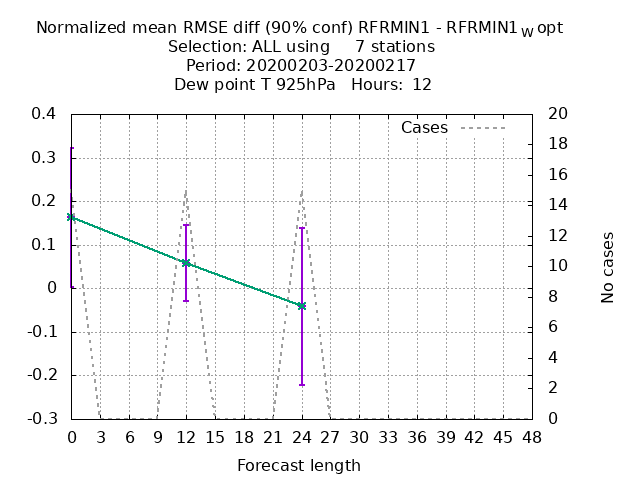 Normalized mean RMSE diff (90% conf) RFRMIN1 - RFRMIN1wopt
Selection: ALL using 7 stations
Period: 20200203-20200217
Dew point T 925hPa Hours: 12
Cases
0.4
0.3
0.2
0.1
0
-0.1
-0.2
-0.3
20
18
16
14
12
10
8
6
4
2
0
No cases
0 3 6 9 12 15 18 21 24 27 30 33 36 39 42 45 48
Forecast length